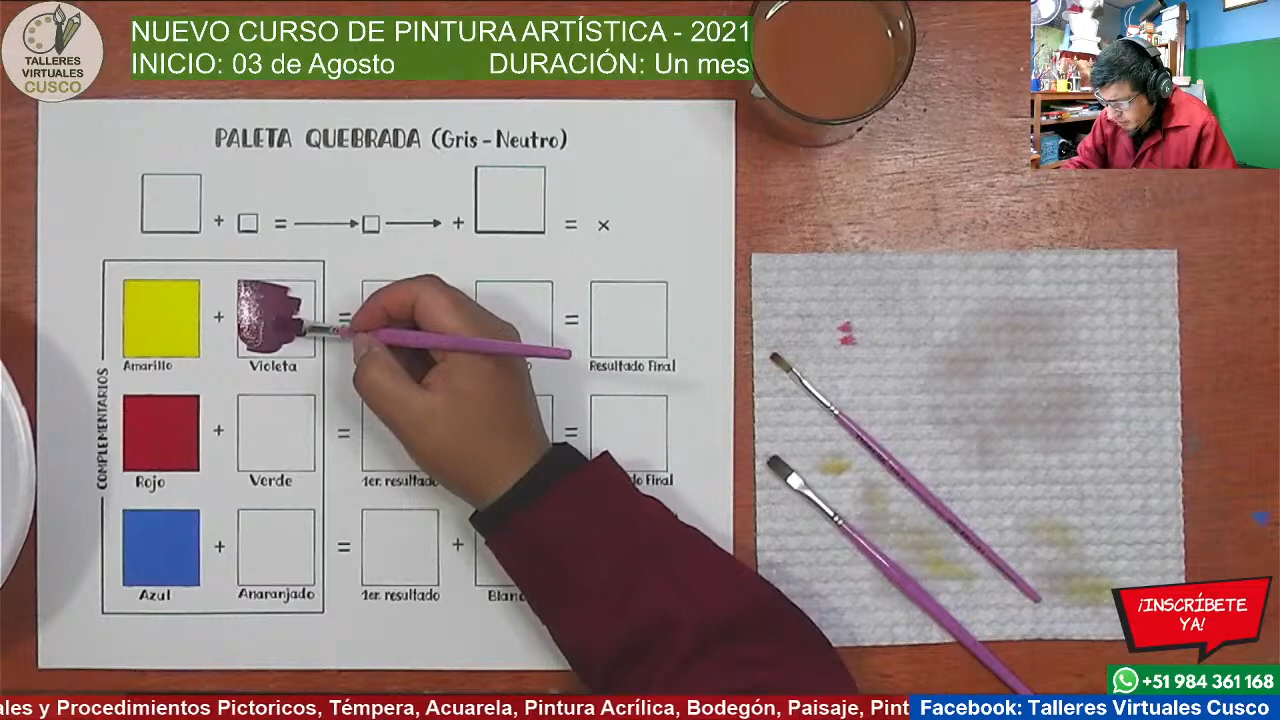 TALLERES
VIRTUALES
CUSCO
NUEVO CURSO DE PINTURA ARTÍSTICA - 2021
INICIO: 03 de Agosto DURACIÓN: Un mes
PALETA QUEBRADA (Gris - Neutro)
+ = + = ×
COMPLEMENTARIOS
+ = =
Amarillo Violeta Resultado Final
+ = =
Rojo Verde 1er. resultado Final
+ = +
Azul Anaranjado 1er. resultado
¡INSCRÍBETE
YA!
+51 984 361 168
ales y Procedimientos Pictoricos, Témpera, Acuarela, Pintura Acrílica, Bodegón, Paisaje, Pint
Facebook: Talleres Virtuales Cusco